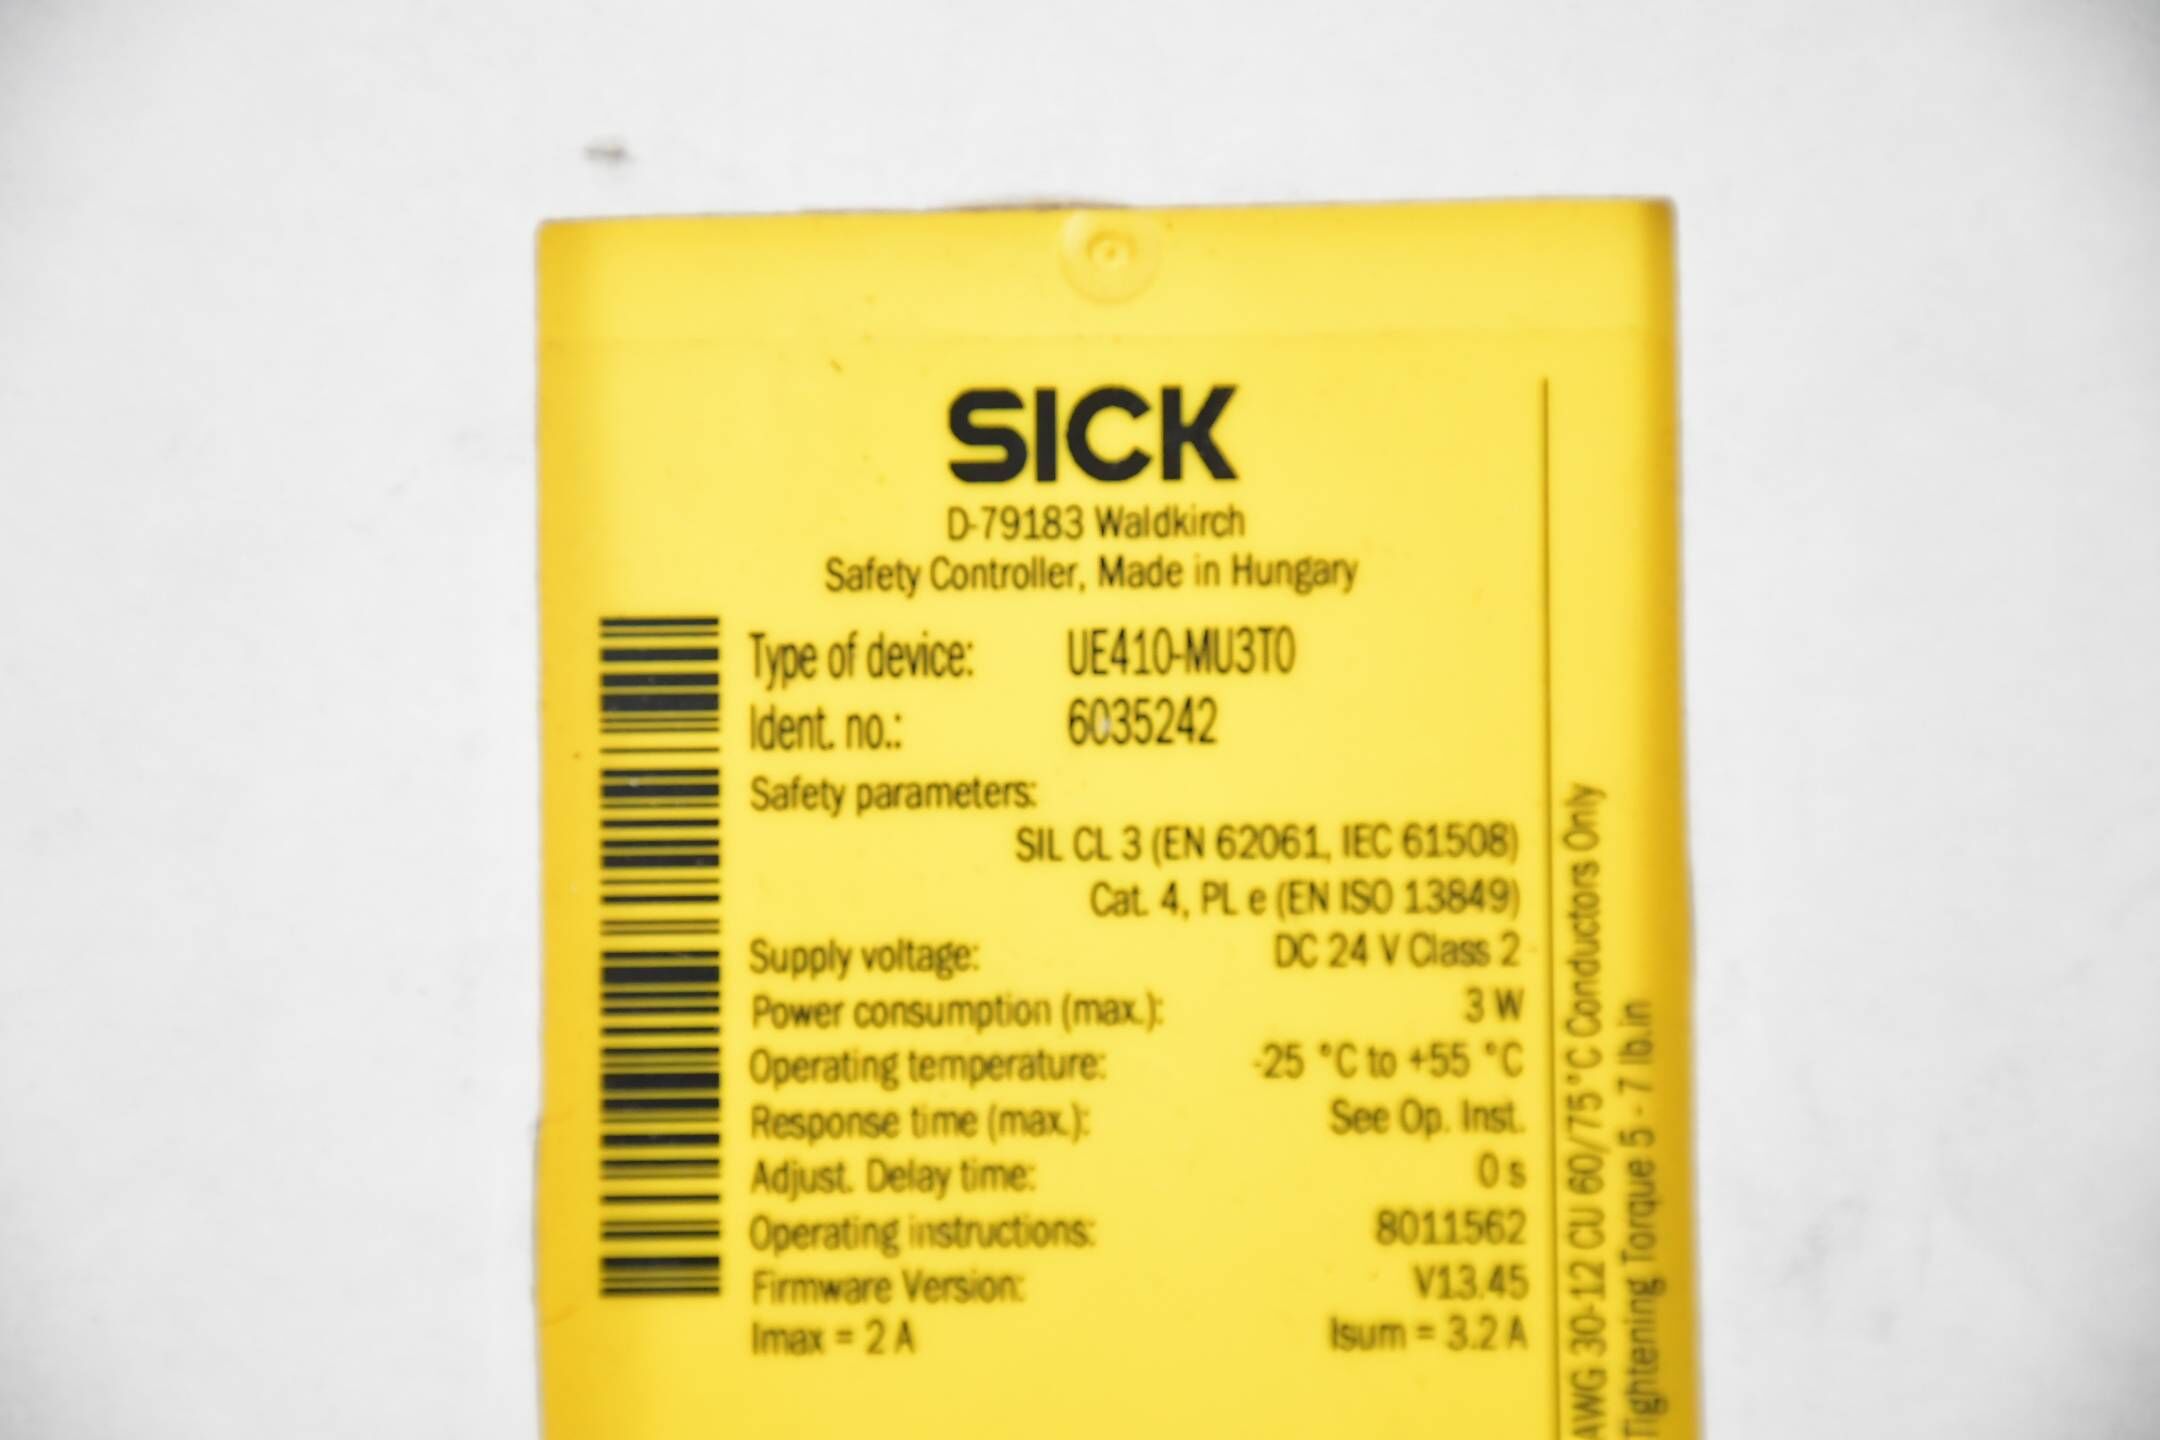 SICK
D-79183 Waldkirch
Safety Controller, Made in Hungary
Type of device: UE410-MU3T0
Ident. no.: 6035242
Safety parameters:
SIL CL 3 (EN 62061, IEC 61508)
Cat. 4, PL e (EN ISO 13849)
Supply voltage: DC 24 V Class 2
Power consumption (max.): 3 W
Operating temperature: -25 °C to +55 °C
Response time (max.): See Op. Inst.
Adjust. Delay time: 0 s
Operating instructions: 8011562
Firmware Version: V13.45
Imax = 2 A Isum = 3.2 A
AWG 30-12 CU 60/75°C Conductors Only
Tightening Torque 5 - 7 lb.in